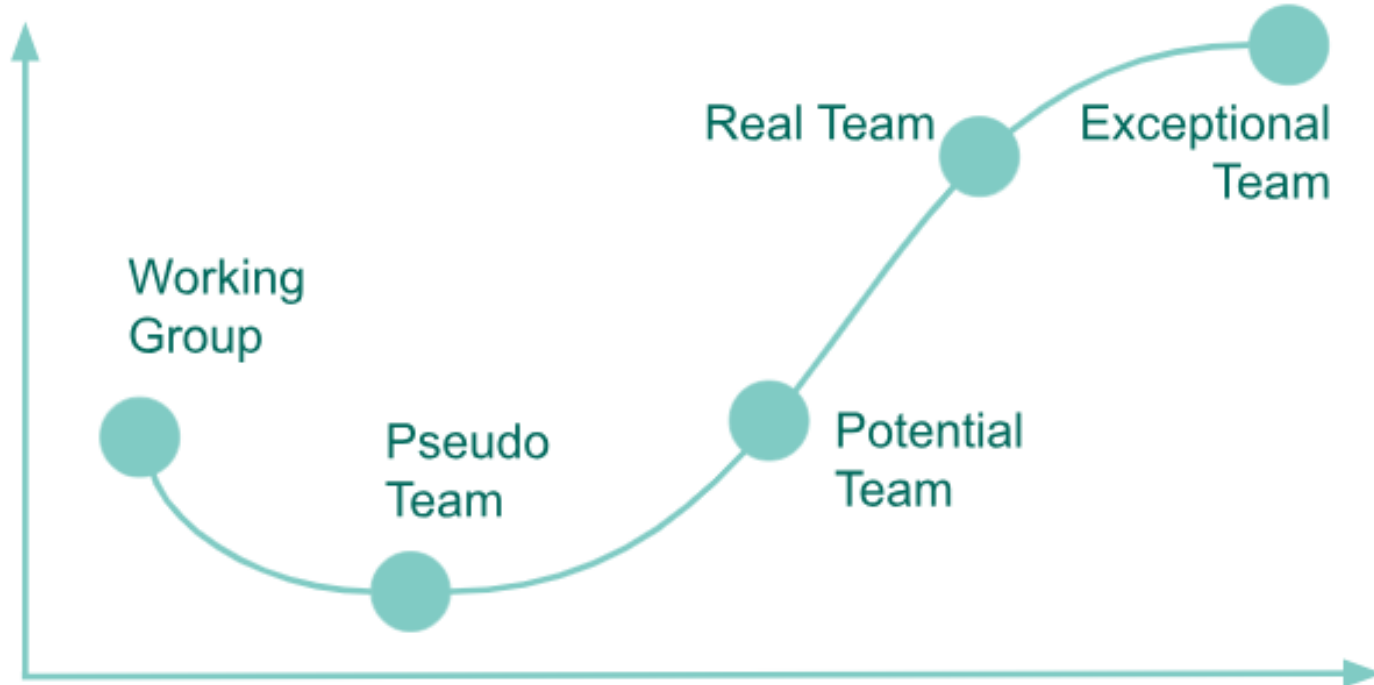 Working
Group
Pseudo
Team
Potential
Team
Real Team
Exceptional
Team